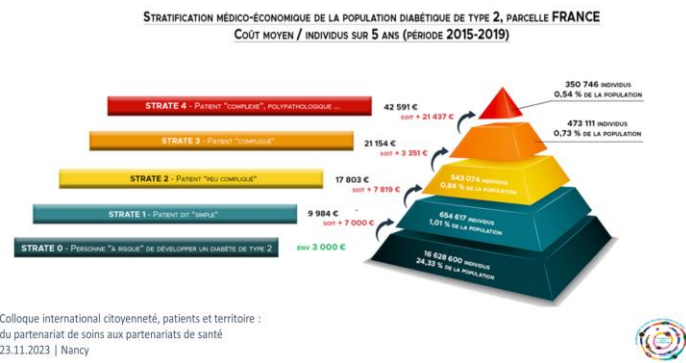 STRATIFICATION MÉDICO-ÉCONOMIQUE DE LA POPULATION DIABÉTIQUE DE TYPE 2, PARCELLE FRANCE
COÛT MOYEN / INDIVIDUS SUR 5 ANS (PÉRIODE 2015-2019)
350 746 INDIVIDUS
0,54 % DE LA POPULATION
STRATE 4 - PATIENT "COMPLEXE", POLYPATHOLOGIQUE ...
42 591 €
SOIT + 21 437 €
473 111 INDIVIDUS
0,73 % DE LA POPULATION
STRATE 3 - PATIENT "COMPLIQUÉ"
21 154 €
SOIT + 3 351 €
STRATE 2 - PATIENT "PEU COMPLIQUÉ"
17 803 €
SOIT + 7 819 €
543 074 INDIVIDUS
0,84 % DE LA POPULATION
STRATE 1 - PATIENT DIT "SIMPLE"
9 984 €
SOIT + 7 000 €
654 617 INDIVIDUS
1,01 % DE LA POPULATION
STRATE 0 - PERSONNE "À RISQUE" DE DÉVELOPPER UN DIABÈTE DE TYPE 2
ENV 3 000 €
16 628 600 INDIVIDUS
24,33 % DE LA POPULATION
Colloque international citoyenneté, patients et territoire :
du partenariat de soins aux partenariats de santé
23.11.2023 | Nancy